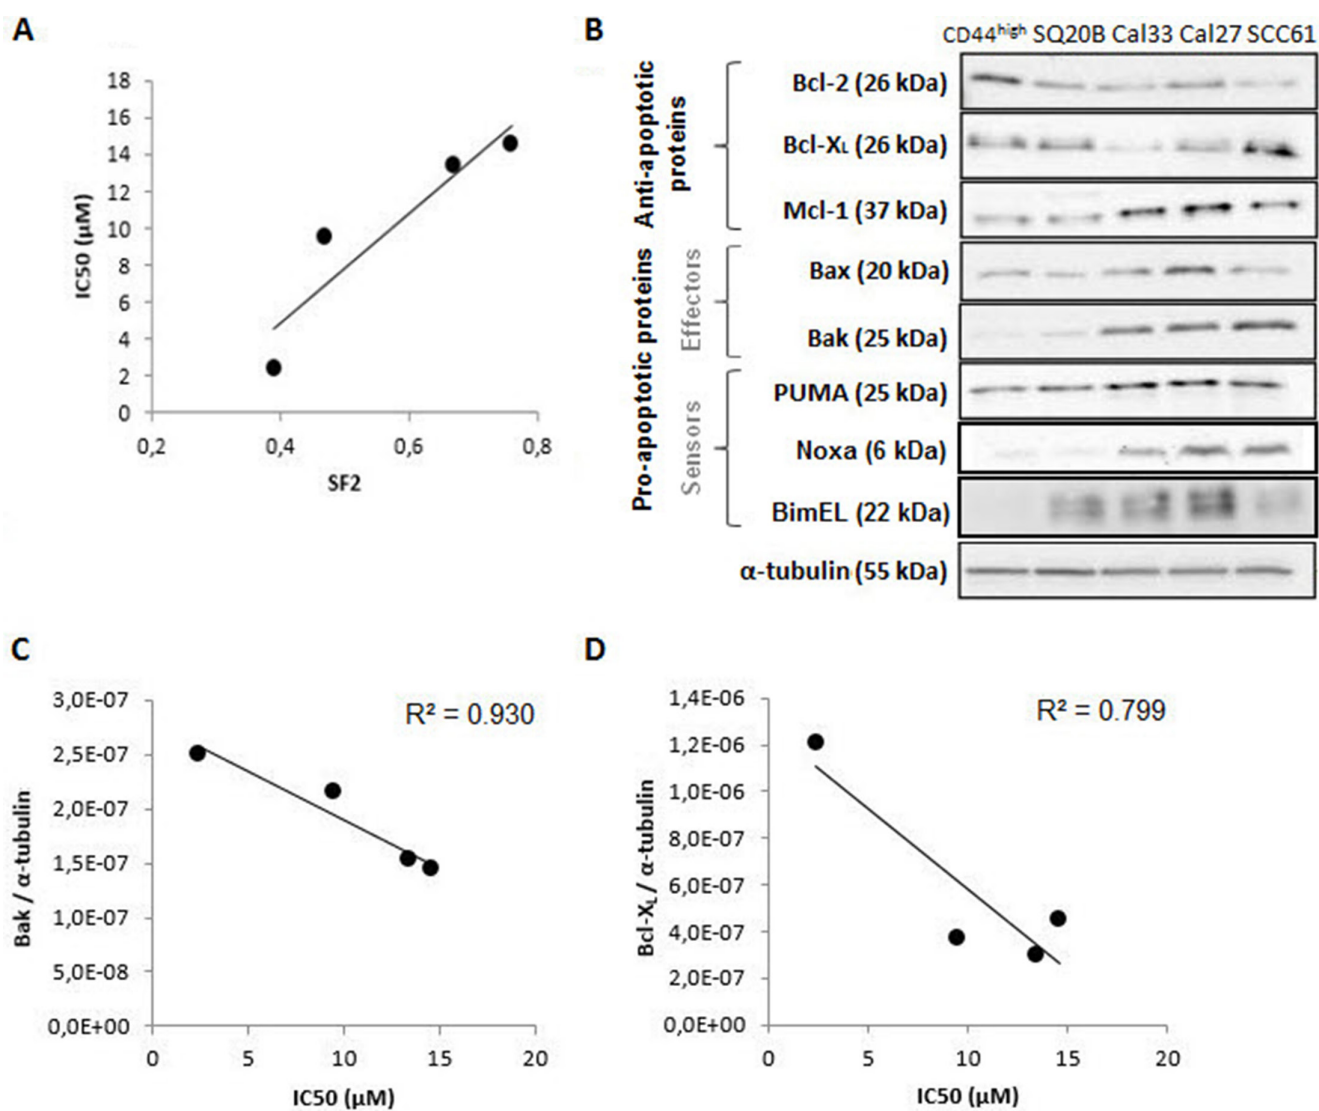 A
18
16
14
12
10
8
6
4
2
0
IC50 (µM)
0,2 0,4 0,6 0,8
SF2
B
CD44high SQ20B Cal33 Cal27 SCC61
Anti-apoptotic
proteins
Bcl-2 (26 kDa)
Bcl-XL (26 kDa)
Mcl-1 (37 kDa)
Pro-apoptotic proteins
Effectors
Bax (20 kDa)
Bak (25 kDa)
Sensors
PUMA (25 kDa)
Noxa (6 kDa)
BimEL (22 kDa)
α-tubulin (55 kDa)
C
R² = 0.930
3,0E-07
2,5E-07
2,0E-07
1,5E-07
1,0E-07
5,0E-08
0,0E+00
Bak / α-tubulin
0 5 10 15 20
IC50 (µM)
D
R² = 0.799
1,4E-06
1,2E-06
1,0E-06
8,0E-07
6,0E-07
4,0E-07
2,0E-07
0,0E+00
Bcl-XL / α-tubulin
0 5 10 15 20
IC50 (µM)